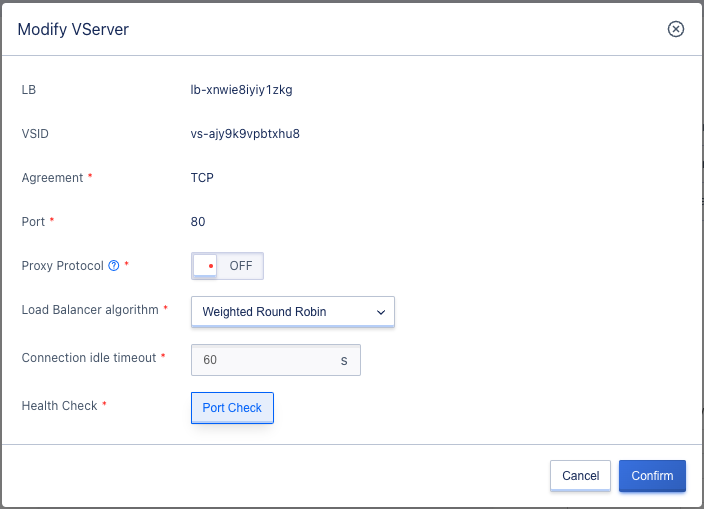 Modify VServer
LB lb-xnwie8iyiy1zkg
VSID vs-ajy9k9vpbtxhu8
Agreement * TCP
Port * 80
Proxy Protocol ? * OFF
Load Balancer algorithm * Weighted Round Robin
Connection idle timeout * 60 s
Health Check * Port Check
Cancel Confirm